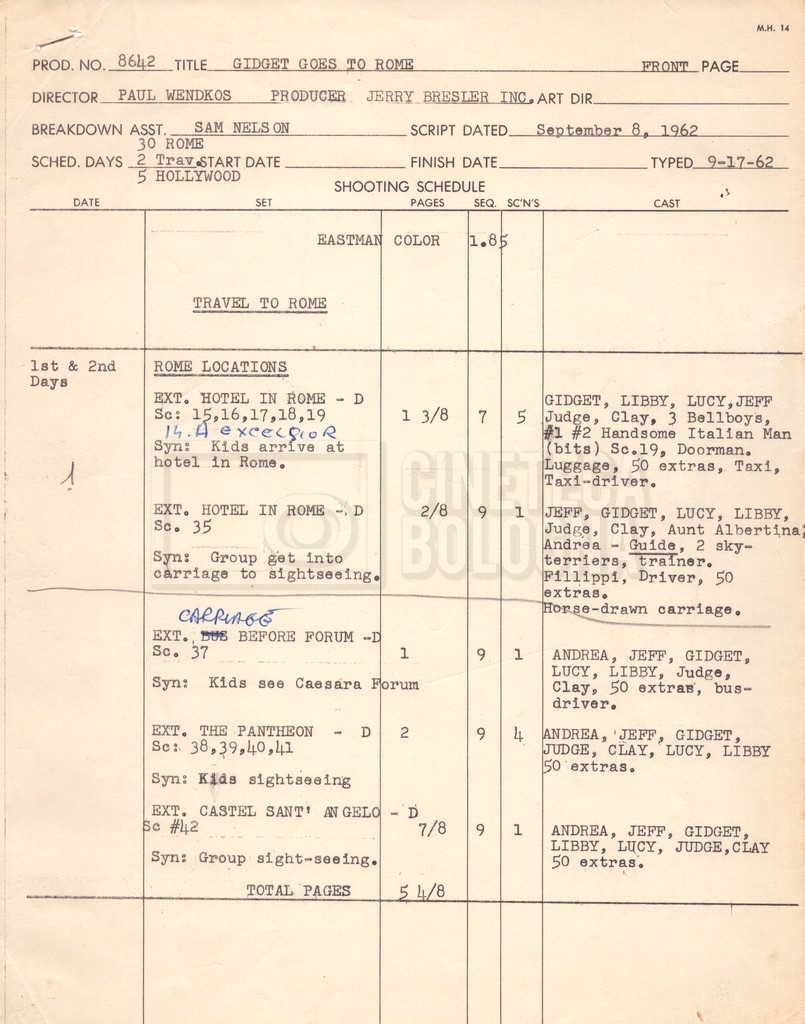 M.H. 14
PROD. NO. 8642 TITLE GIDGET GOES TO ROME FRONT PAGE
DIRECTOR PAUL WENDKOS PRODUCER JERRY BRESLER INC. ART DIR
BREAKDOWN ASST. SAM NELSON SCRIPT DATED September 8, 1962
30 ROME
SCHED. DAYS 2 Trav. START DATE FINISH DATE TYPED 9-17-62
5 HOLLYWOOD
SHOOTING SCHEDULE
DATE SET PAGES SEQ. SC'N'S CAST
EASTMAN COLOR 1.85
TRAVEL TO ROME
1st & 2nd
Days
1
ROME LOCATIONS
EXT. HOTEL IN ROME - D
Sc: 15,16,17,18,19
14.A EXCELSIOR
Syn: Kids arrive at
hotel in Rome.
1 3/8 7 5
GIDGET, LIBBY, LUCY,JEFF
Judge, Clay, 3 Bellboys,
#1 #2 Handsome Italian Man
(bits) Sc.19, Doorman.
Luggage, 50 extras, Taxi,
Taxi-driver.
EXT. HOTEL IN ROME -. D
Sc. 35
Syn: Group get into
carriage to sightseeing.
2/8 9 1
JEFF, GIDGET, LUCY, LIBBY,
Judge, Clay, Aunt Albertina,
Andrea - Guide, 2 sky-
terriers, trainer.
Fillippi, Driver, 50
extras.
Horse-drawn carriage.
CARRIAGE
EXT. BUS BEFORE FORUM -D
Sc. 37
Syn: Kids see Caesara Forum
1 9 1
ANDREA, JEFF, GIDGET,
LUCY, LIBBY, Judge,
Clay, 50 extras, bus-
driver.
EXT. THE PANTHEON - D
Sc: 38,39,40,41
Syn: Kids sightseeing
2 9 4
ANDREA, JEFF, GIDGET,
JUDGE, CLAY, LUCY, LIBBY
50 extras.
EXT. CASTEL SANT' ANGELO - D
Sc #42
Syn: Group sight-seeing.
7/8 9 1
ANDREA, JEFF, GIDGET,
LIBBY, LUCY, JUDGE,CLAY
50 extras.
TOTAL PAGES 5 4/8
CINETECA
BOLOGNA